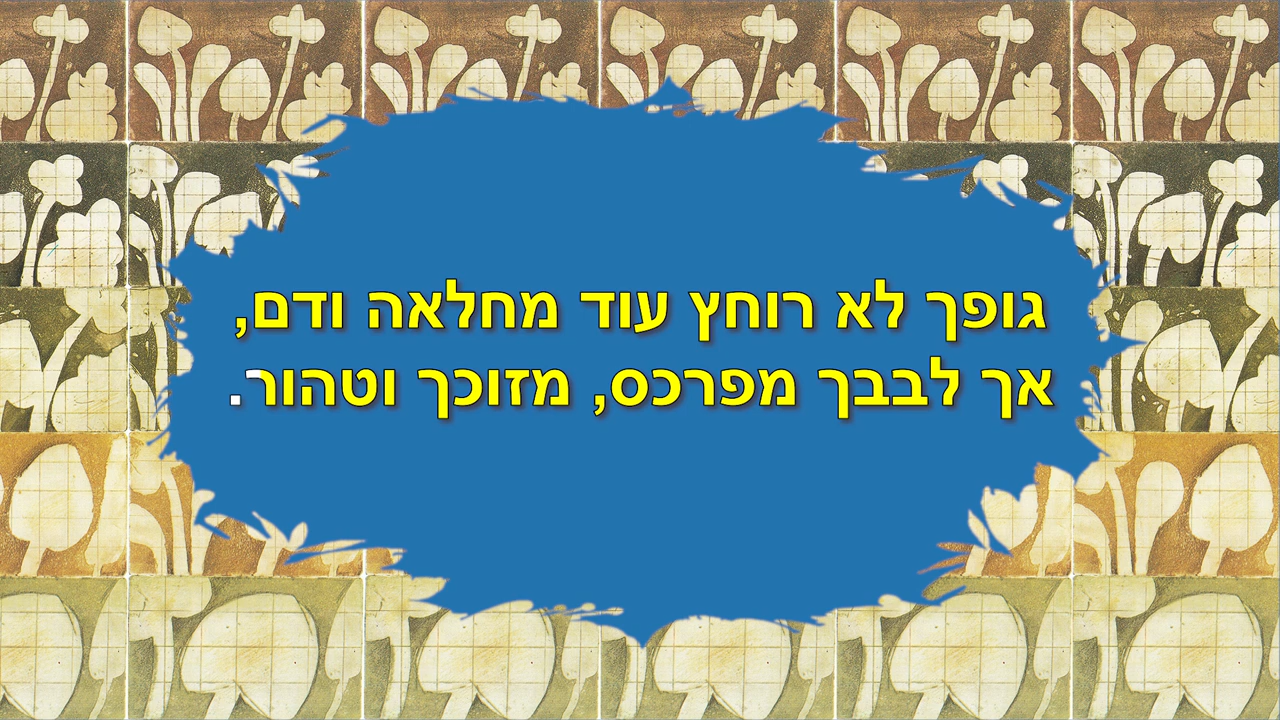 גופך לא רוחץ עוד מחלאה ודם,
אך לבבך מפרכס, מזוכך וטהור.